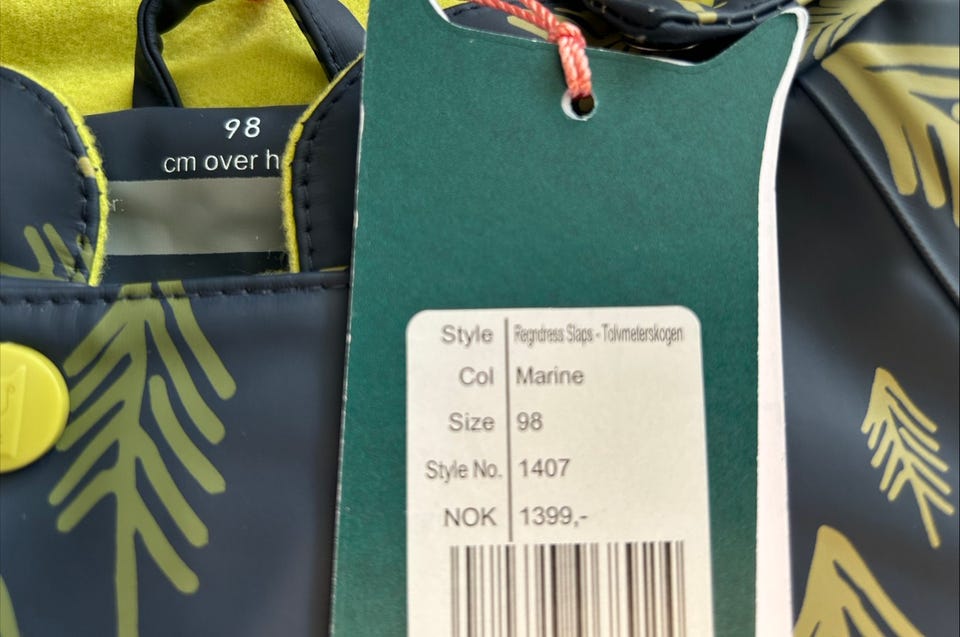 98
cm over h
r:
Style Regndress Slaps - Tolvmeterskogen
Col Marine
Size 98
Style No. 1407
NOK 1399,-